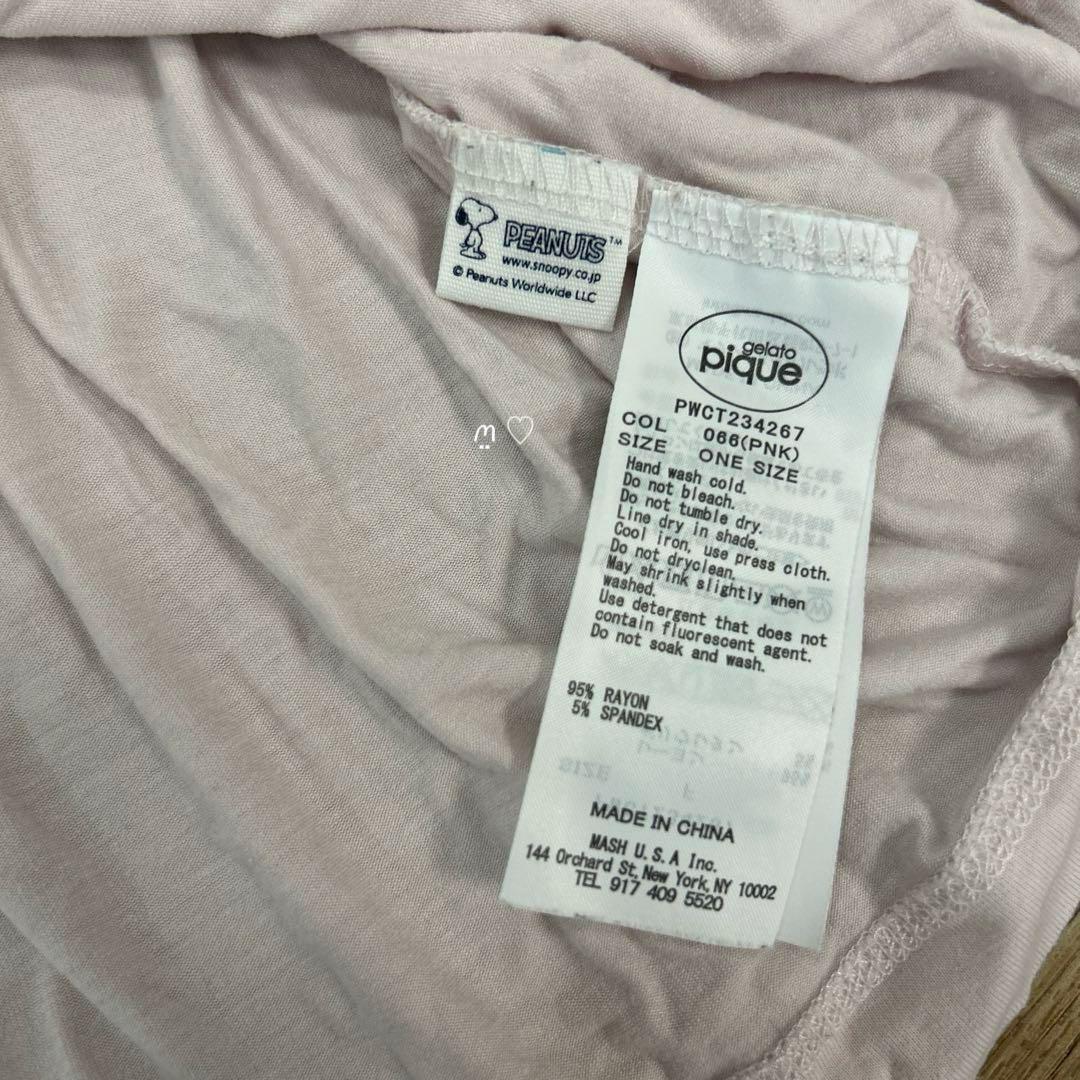 PEANUTS™
www.snoopy.co.jp
© Peanuts Worldwide LLC
gelato
pique
PWCT234267
COL 066(PNK)
SIZE ONE SIZE
Hand wash cold.
Do not bleach.
Do not tumble dry.
Line dry in shade.
Cool iron, use press cloth.
Do not dryclean.
May shrink slightly when
washed.
Use detergent that does not
contain fluorescent agent.
Do not soak and wash.
95% RAYON
5% SPANDEX
MADE IN CHINA
MASH U.S.A Inc.
144 Orchard St, New York, NY 10002
TEL 917 409 5520